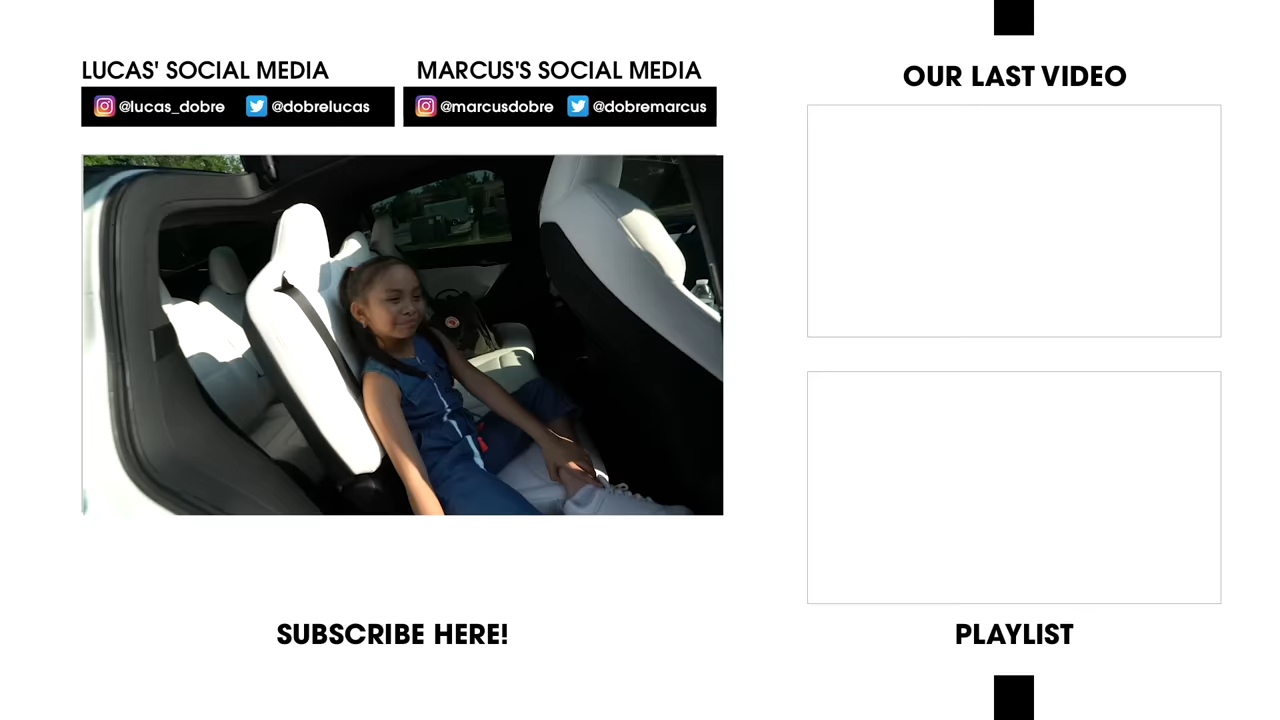 LUCAS' SOCIAL MEDIA
@lucas_dobre @dobrelucas
MARCUS'S SOCIAL MEDIA
@marcusdobre @dobremarcus
OUR LAST VIDEO
SUBSCRIBE HERE!
PLAYLIST